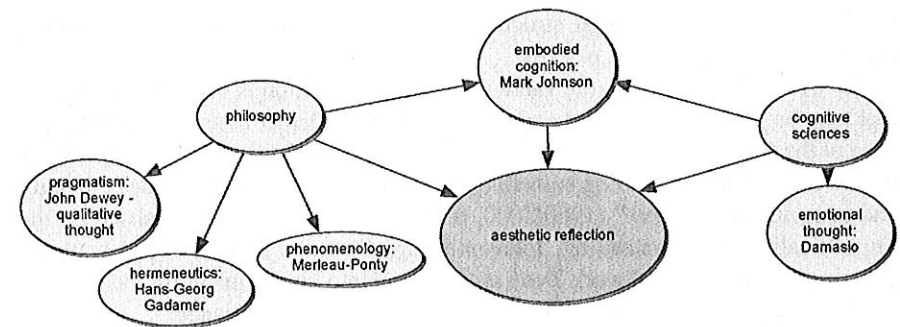 embodied
cognition:
Mark Johnson
philosophy
cognitive
sciences
pragmatism:
John Dewey -
qualitative
thought
aesthetic reflection
emotional
thought:
Damasio
phenomenology:
Merleau-Ponty
hermeneutics:
Hans-Georg
Gadamer